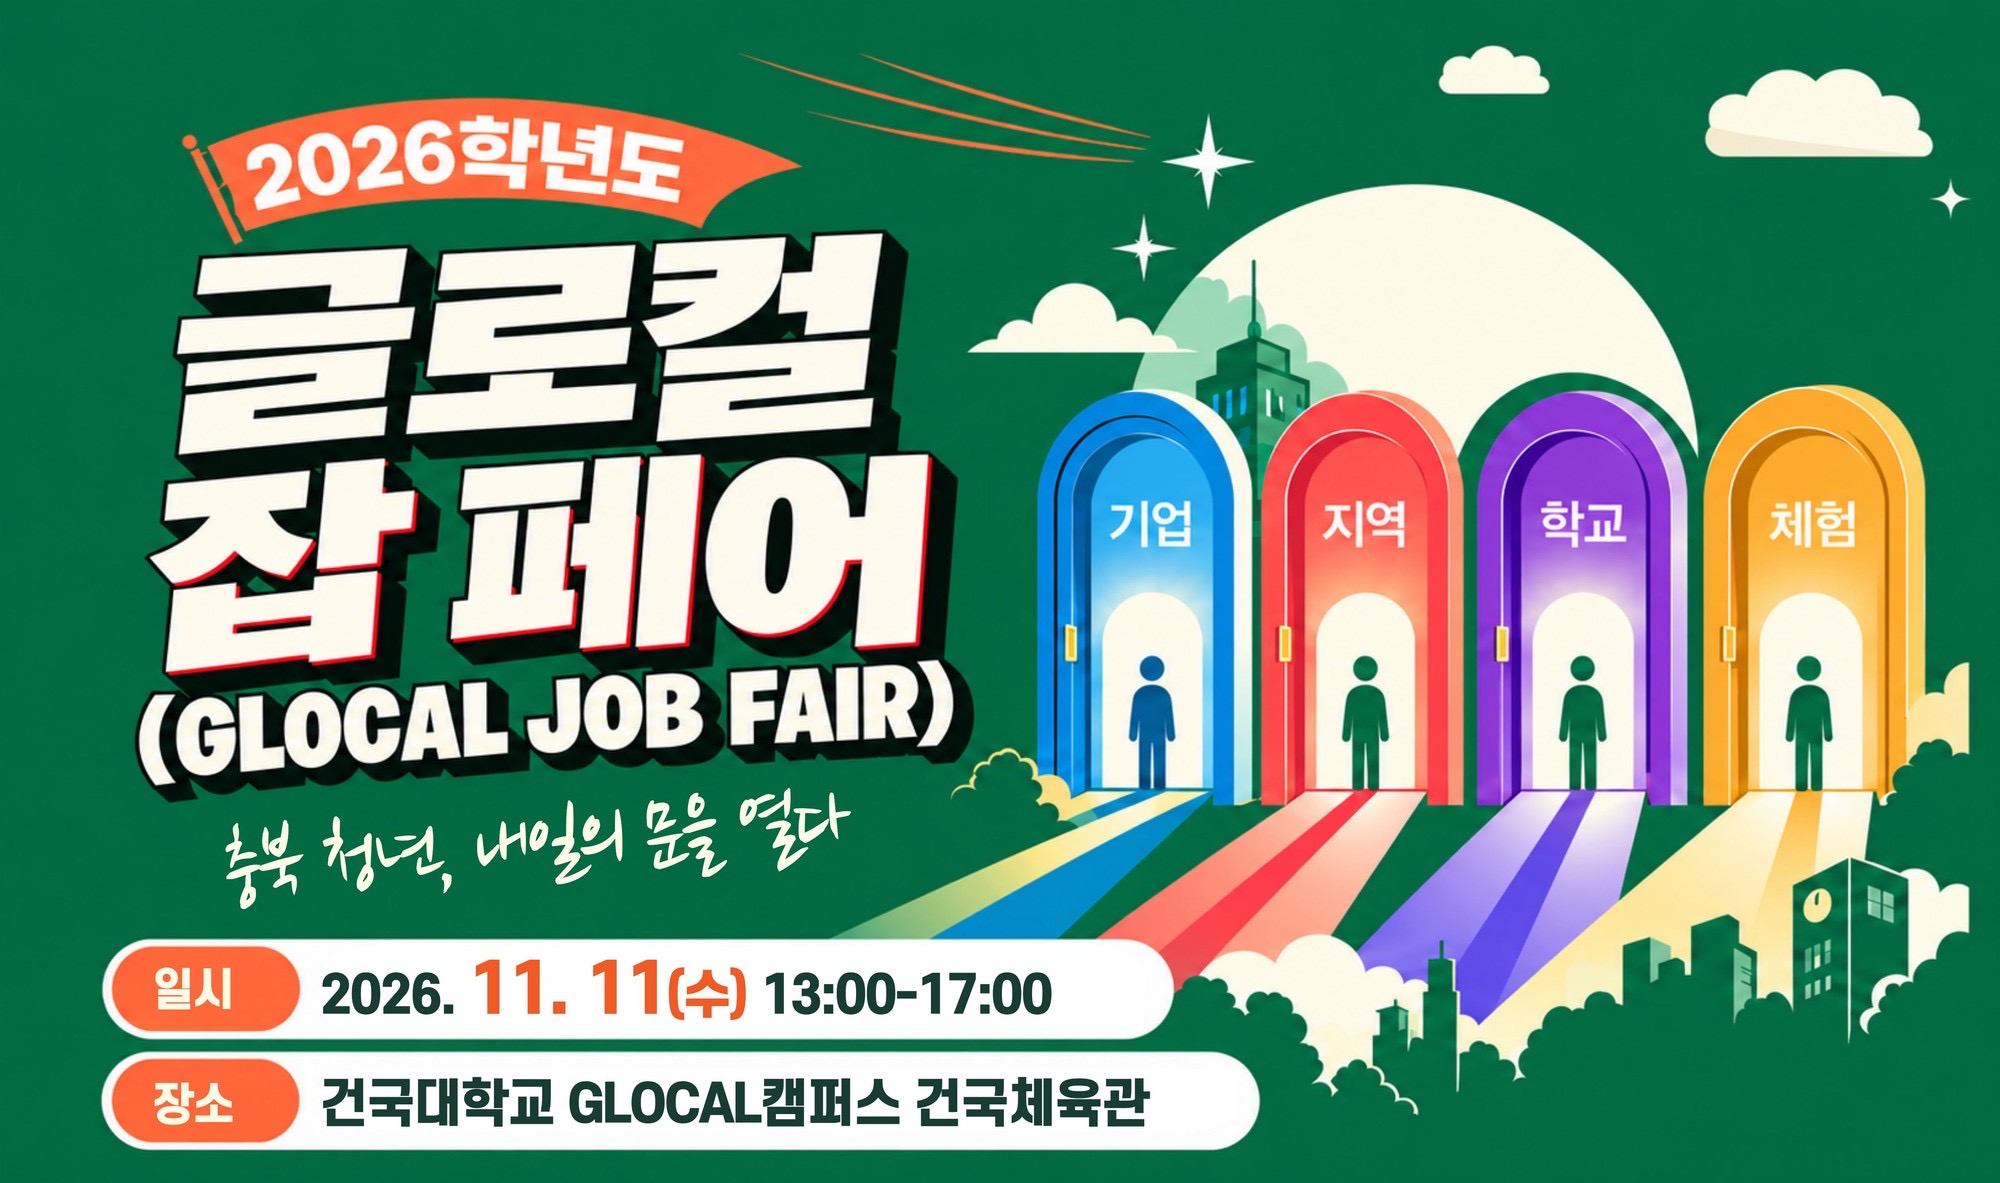 2026학년도
글로컬
잡 페어
(GLOCAL JOB FAIR)
충북 청년, 내일의 문을 열다
기업
지역
학교
체험
일시 2026. 11. 11(수) 13:00-17:00
장소 건국대학교 GLOCAL캠퍼스 건국체육관